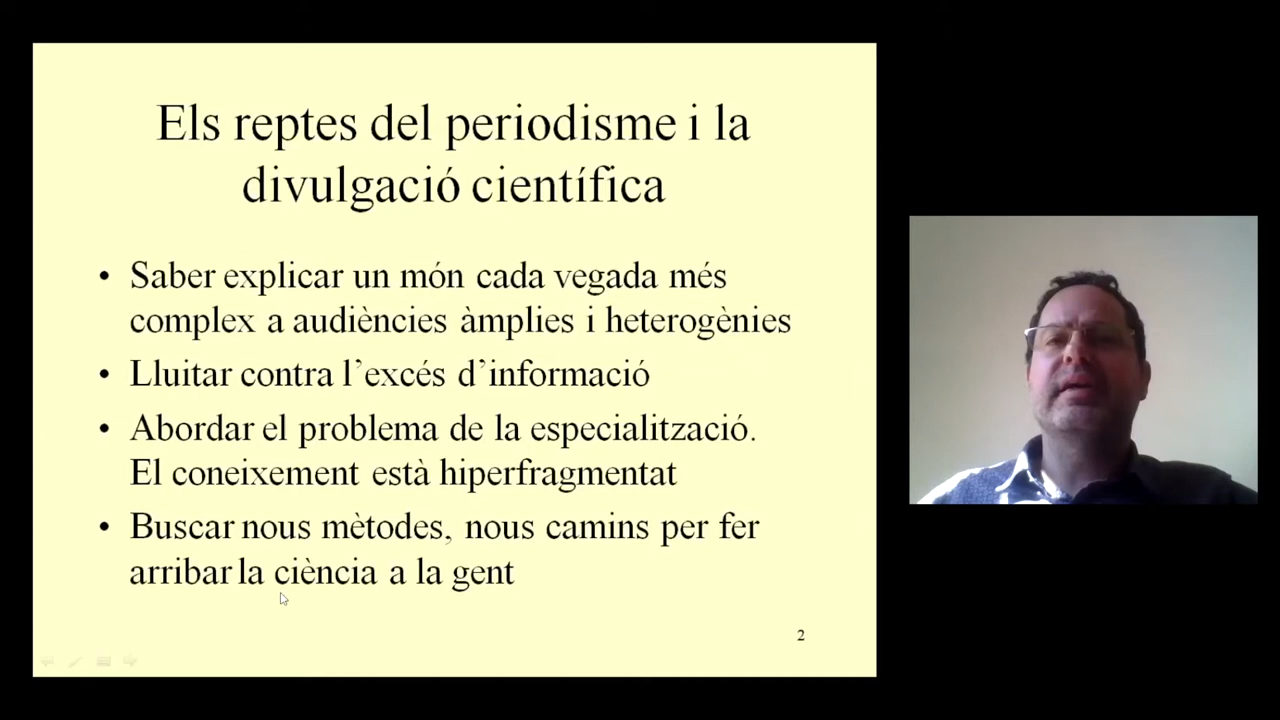 Els reptes del periodisme i la
divulgació científica
• Saber explicar un món cada vegada més
complex a audiències àmplies i heterogènies
• Lluitar contra l’excés d’informació
• Abordar el problema de la especialització.
El coneixement està hiperfragmentat
• Buscar nous mètodes, nous camins per fer
arribar la ciència a la gent
2